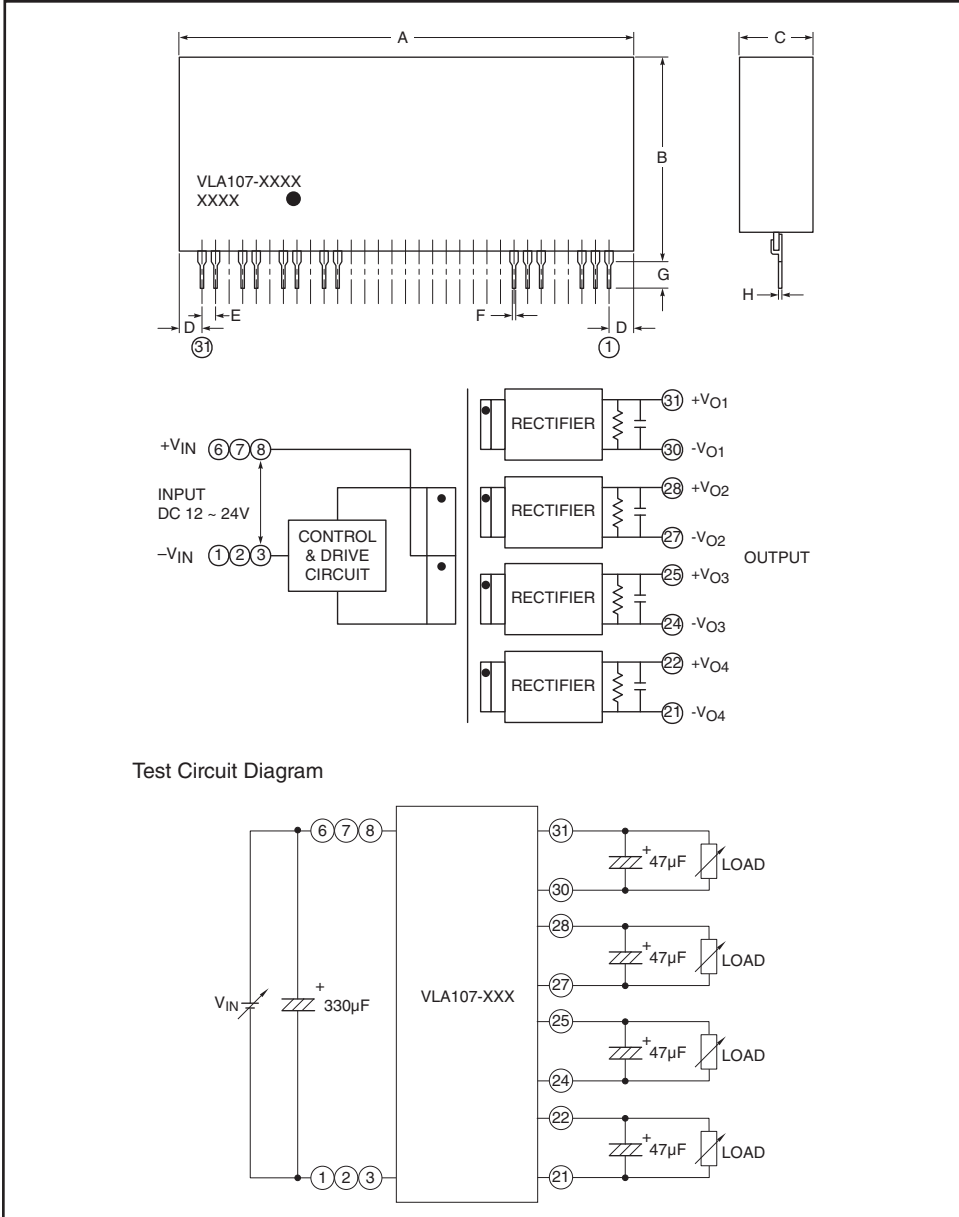 A
C
B
VLA107-XXXX
XXXX
G
H
D
E
F
D
31
1
+VIN 6 7 8
INPUT
DC 12 ~ 24V
–VIN 1 2 3
CONTROL
& DRIVE
CIRCUIT
RECTIFIER
31 +VO1
30 -VO1
RECTIFIER
28 +VO2
27 -VO2
RECTIFIER
25 +VO3
24 -VO3
RECTIFIER
22 +VO4
21 -VO4
OUTPUT
Test Circuit Diagram
VIN
+
330µF
6 7 8
1 2 3
VLA107-XXX
31
+
47µF
LOAD
30
28
+
47µF
LOAD
27
25
+
47µF
LOAD
24
22
+
47µF
LOAD
21